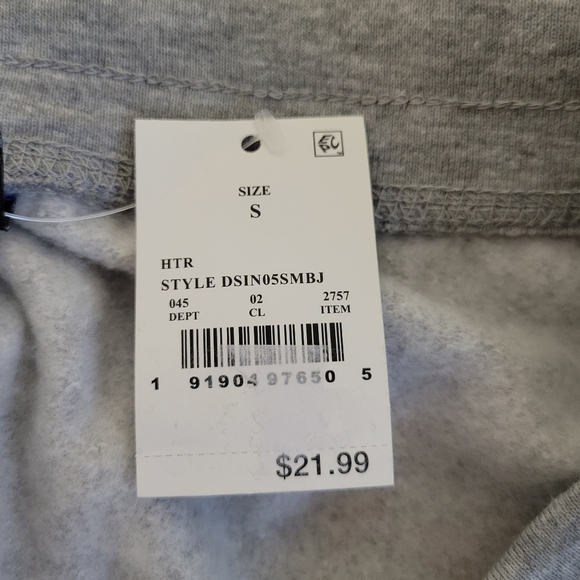 SIZE
S
HTR
STYLE DSIN05SMBJ
045 02 2757
DEPT CL ITEM
1 91904 97650 5
$21.99